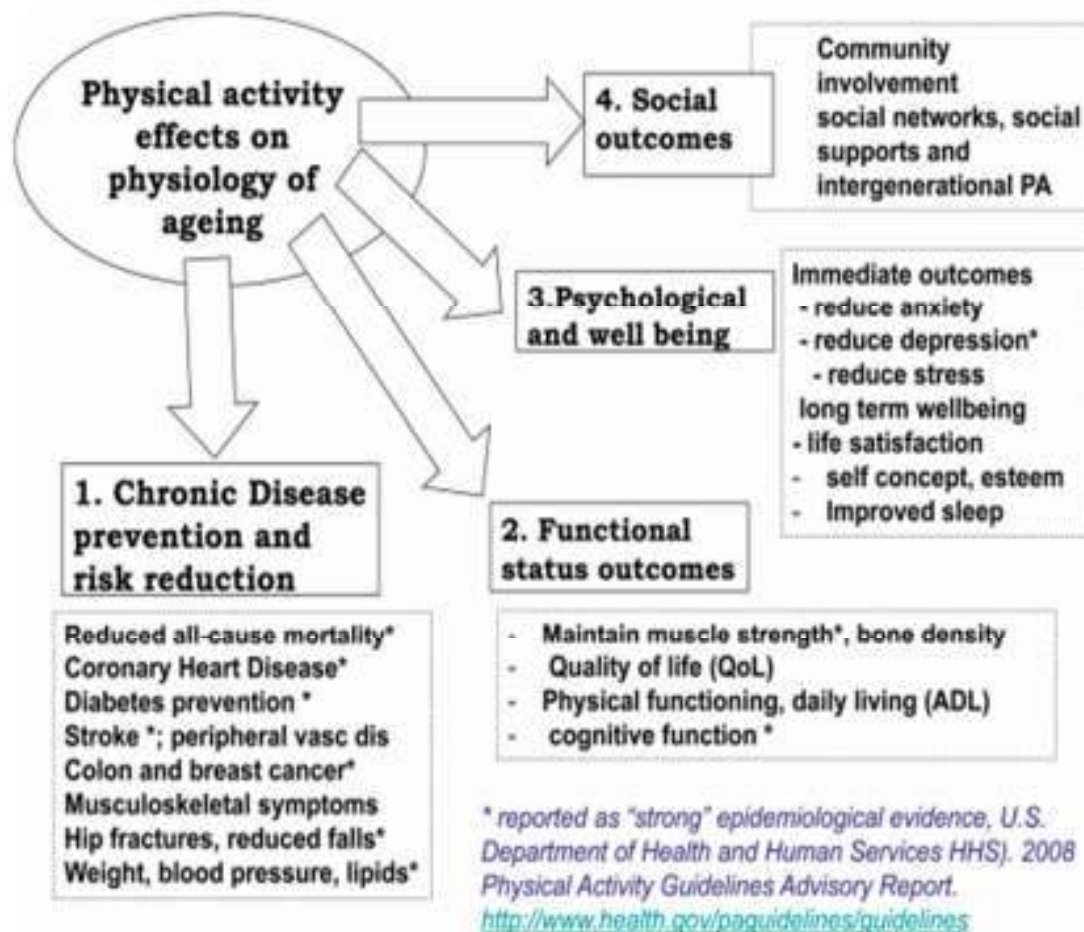 Physical activity
effects on
physiology of
ageing
4. Social
outcomes
Community
involvement
social networks, social
supports and
intergenerational PA
3.Psychological
and well being
Immediate outcomes
- reduce anxiety
- reduce depression*
- reduce stress
long term wellbeing
- life satisfaction
- self concept, esteem
- Improved sleep
1. Chronic Disease
prevention and
risk reduction
Reduced all-cause mortality*
Coronary Heart Disease*
Diabetes prevention *
Stroke *; peripheral vasc dis
Colon and breast cancer*
Musculoskeletal symptoms
Hip fractures, reduced falls*
Weight, blood pressure, lipids*
2. Functional
status outcomes
- Maintain muscle strength*, bone density
- Quality of life (QoL)
- Physical functioning, daily living (ADL)
- cognitive function *
* reported as "strong" epidemiological evidence, U.S.
Department of Health and Human Services HHS). 2008
Physical Activity Guidelines Advisory Report.
http://www.health.gov/paguidelines/guidelines